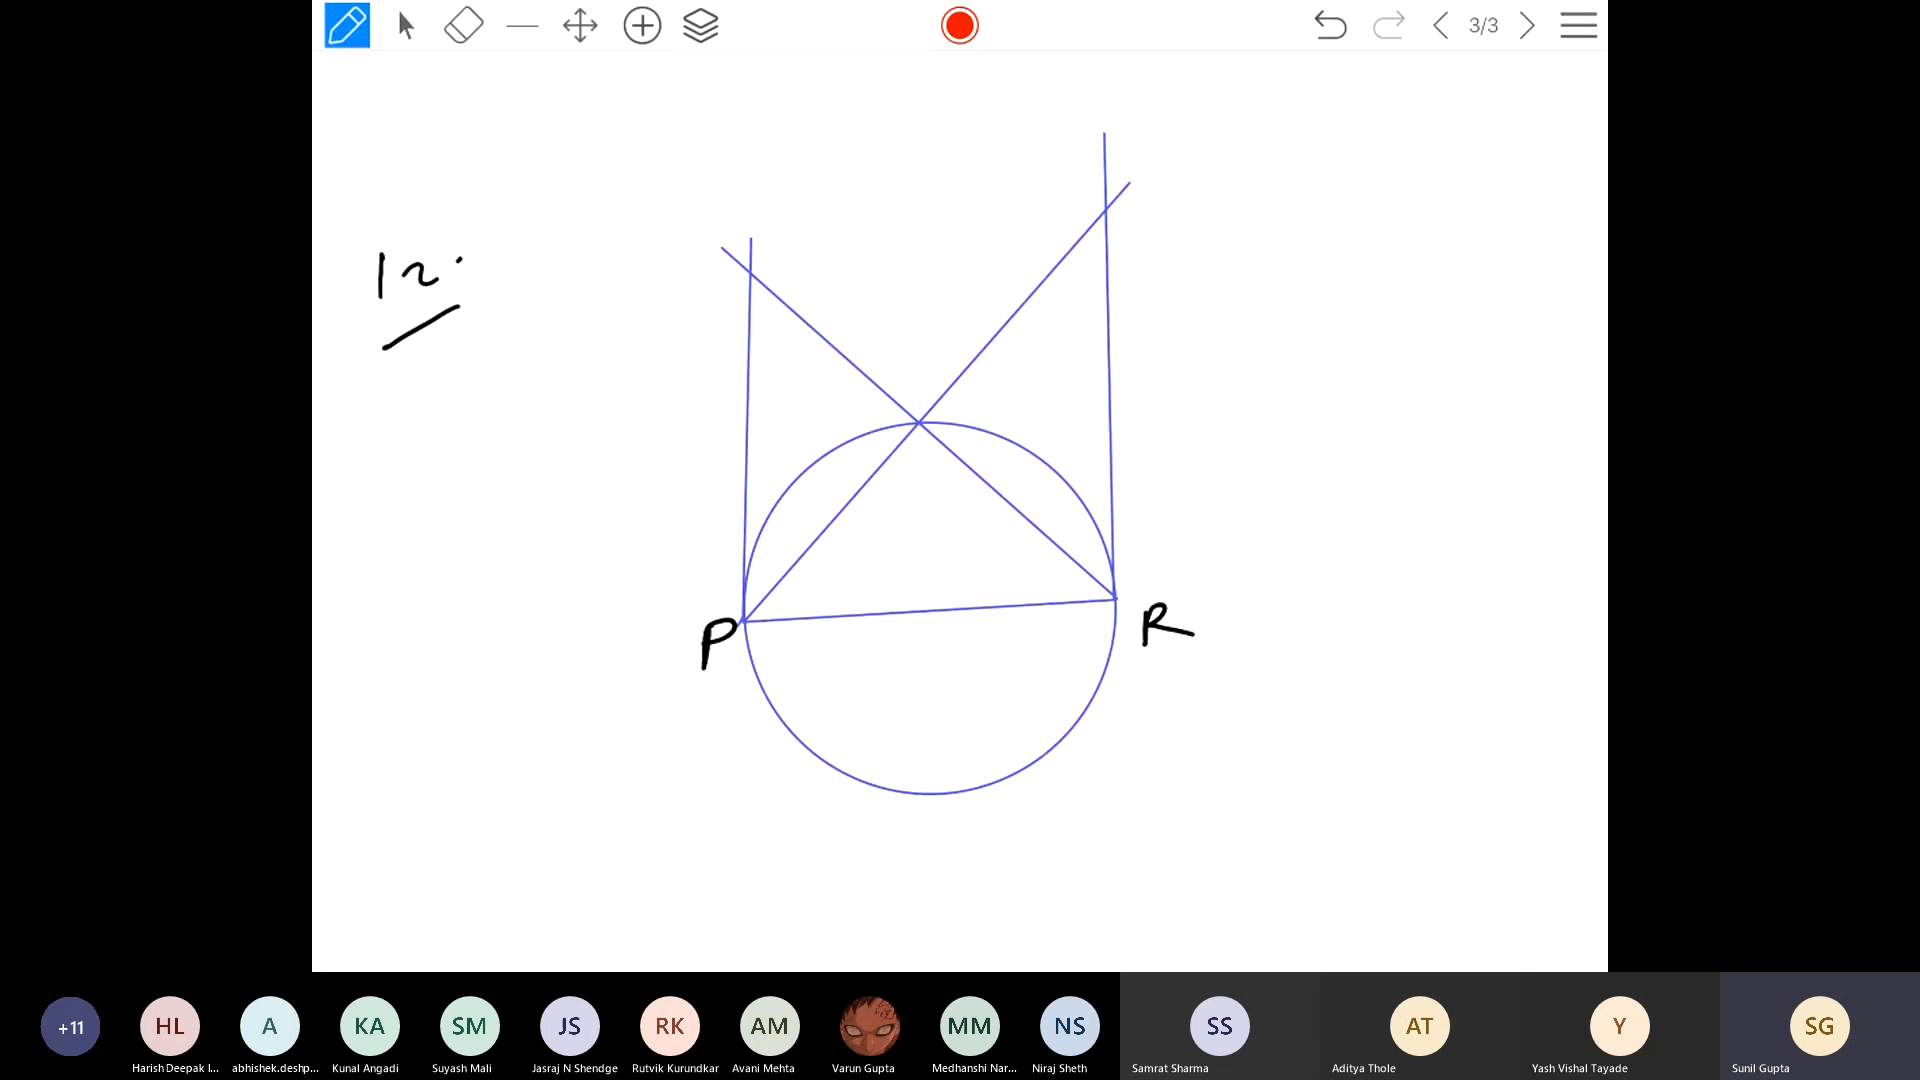 3/3
12.
P
R
+11
HL
A
KA
SM
JS
RK
AM
MM
NS
SS
AT
Y
SG
Harish Deepak I...
abhishek.deshp...
Kunal Angadi
Suyash Mali
Jasraj N Shendge
Rutvik Kurundkar
Avani Mehta
Varun Gupta
Medhanshi Nar...
Niraj Sheth
Samrat Sharma
Aditya Thole
Yash Vishal Tayade
Sunil Gupta